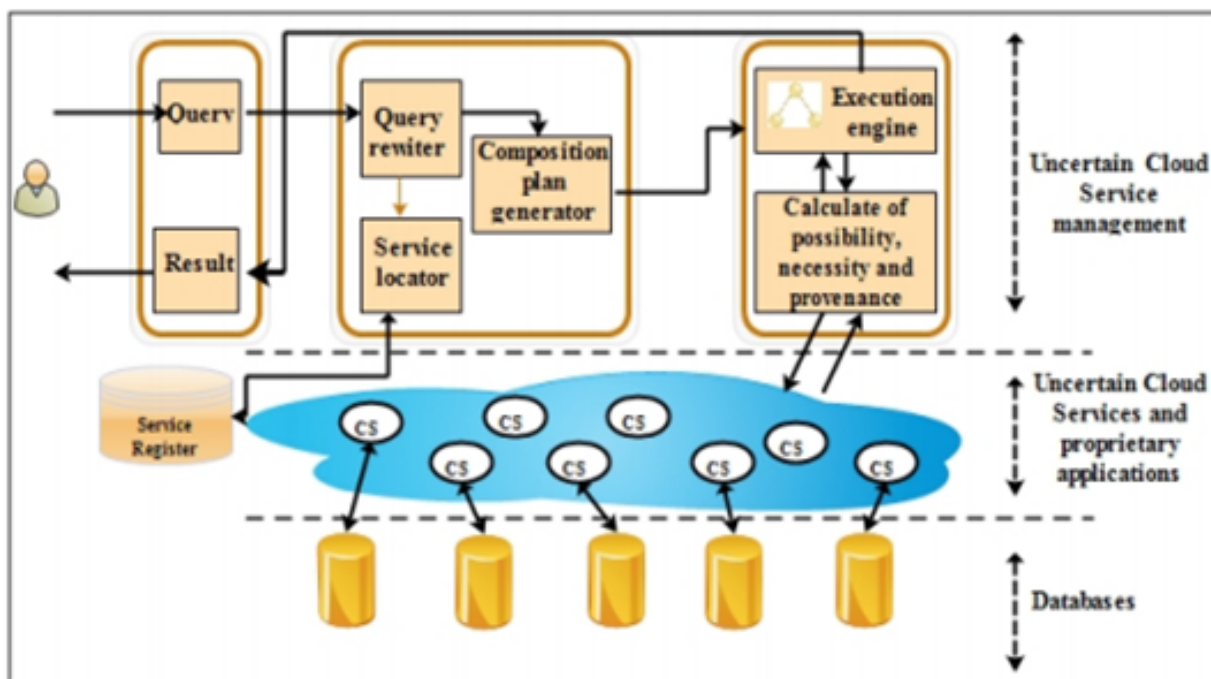 Query
Result
Query
rewiter
Composition
plan
generator
Service
locator
Execution
engine
Calculate of
possibility,
necessity and
provenance
Uncertain Cloud
Service
management
Service
Register
CS
CS
CS
CS
CS
CS
CS
CS
Uncertain Cloud
Services and
proprietary
applications
Databases